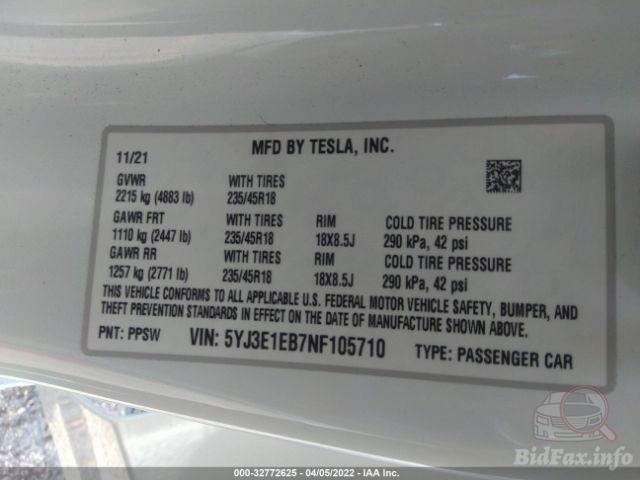 MFD BY TESLA, INC.
11/21
GVWR WITH TIRES
2215 kg (4883 lb) 235/45R18
GAWR FRT WITH TIRES RIM COLD TIRE PRESSURE
1110 kg (2447 lb) 235/45R18 18X8.5J 290 kPa, 42 psi
GAWR RR WITH TIRES RIM COLD TIRE PRESSURE
1257 kg (2771 lb) 235/45R18 18X8.5J 290 kPa, 42 psi
THIS VEHICLE CONFORMS TO ALL APPLICABLE U.S. FEDERAL MOTOR VEHICLE SAFETY, BUMPER, AND
THEFT PREVENTION STANDARDS IN EFFECT ON THE DATE OF MANUFACTURE SHOWN ABOVE.
PNT: PPSW VIN: 5YJ3E1EB7NF105710 TYPE: PASSENGER CAR
BidFax.info
000-32772625 - 04/05/2022 - IAA Inc.